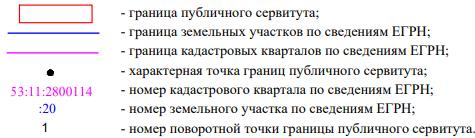 - граница публичного сервитута;
- граница земельных участков по сведениям ЕГРН;
- граница кадастровых кварталов по сведениям ЕГРН;
- характерная точка границ публичного сервитута;
53:11:2800114 - номер кадастрового квартала по сведениям ЕГРН;
:20 - номер земельного участка по сведениям ЕГРН;
1 - номер поворотной точки границы публичного сервитута.